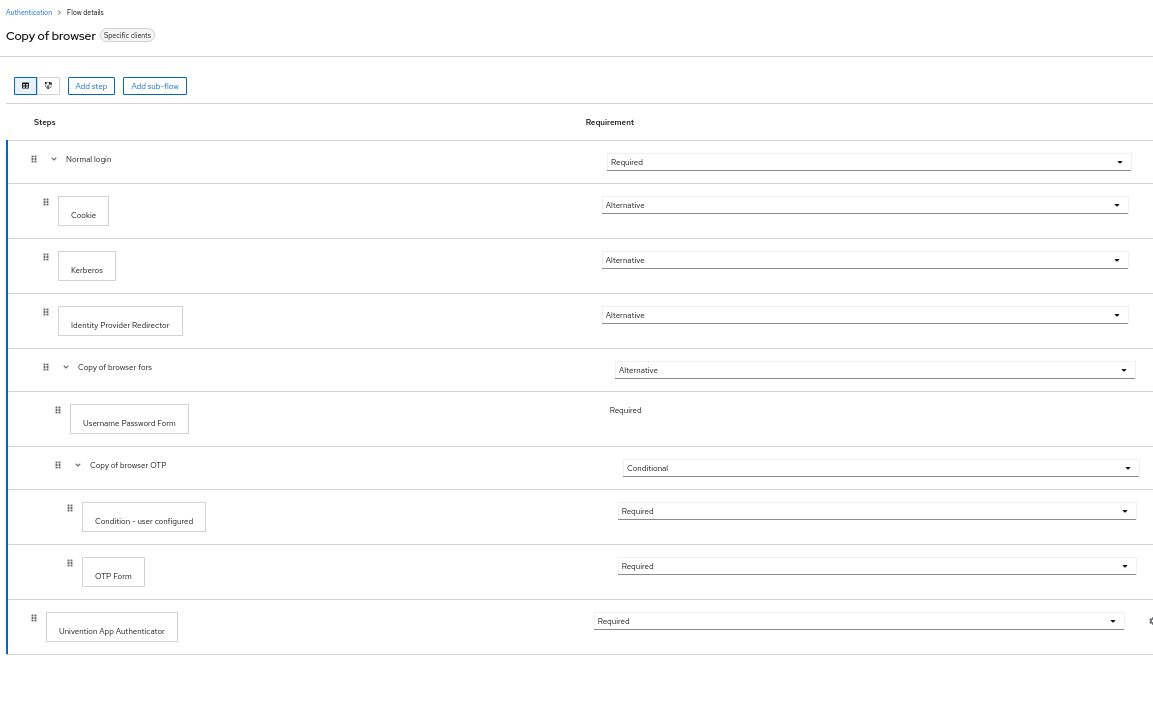 Authentication > Flow details
Copy of browser Specific clients
Add step Add sub-flow
Steps Requirement
Normal login Required
Cookie Alternative
Kerberos Alternative
Identity Provider Redirector Alternative
Copy of browser fors Alternative
Username Password Form Required
Copy of browser OTP Conditional
Condition - user configured Required
OTP Form Required
Univention App Authenticator Required